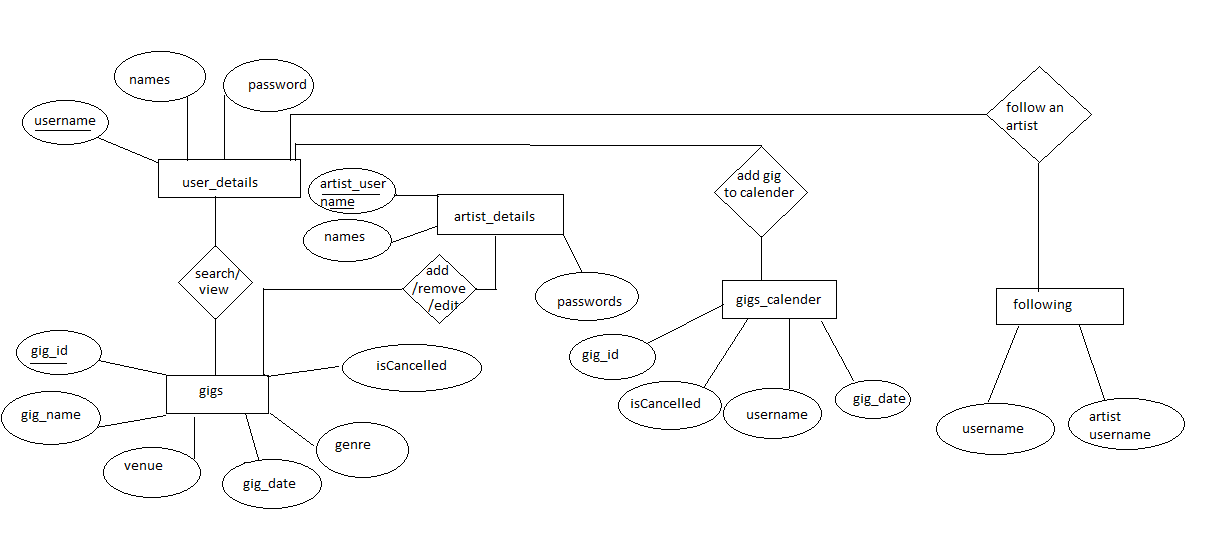 names
password
username
follow an
artist
user_details
add gig
to calender
artist_user
name
artist_details
names
search/
view
add
/remove
/edit
passwords
gigs_calender
following
gig_id
gig_id
isCancelled
gigs
isCancelled
username
gig_date
gig_name
genre
username
artist
username
venue
gig_date